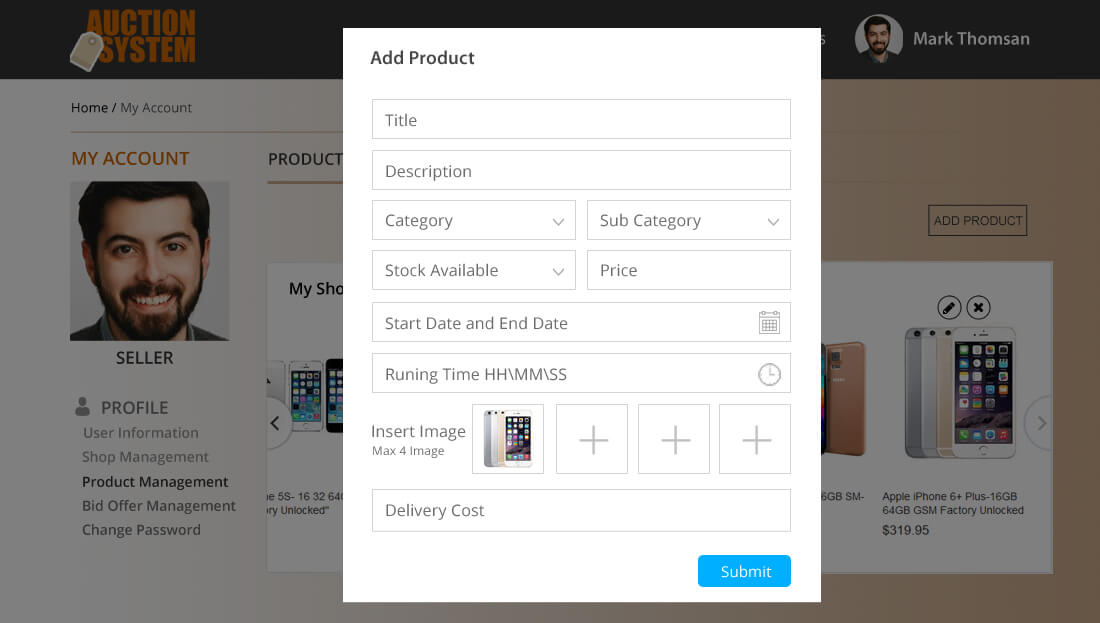 AUCTION
SYSTEM
Mark Thomsan
Home / My Account
MY ACCOUNT
SELLER
PROFILE
User Information
Shop Management
Product Management
Bid Offer Management
Change Password
PRODUCT
ADD PRODUCT
My Sho
e 5S- 16 32 64G
ory Unlocked"
6GB SM-
Apple iPhone 6+ Plus-16GB
64GB GSM Factory Unlocked
$319.95
Add Product
Title
Description
Category
Sub Category
Stock Available
Price
Start Date and End Date
Runing Time HH\MM\SS
Insert Image
Max 4 Image
Delivery Cost
Submit